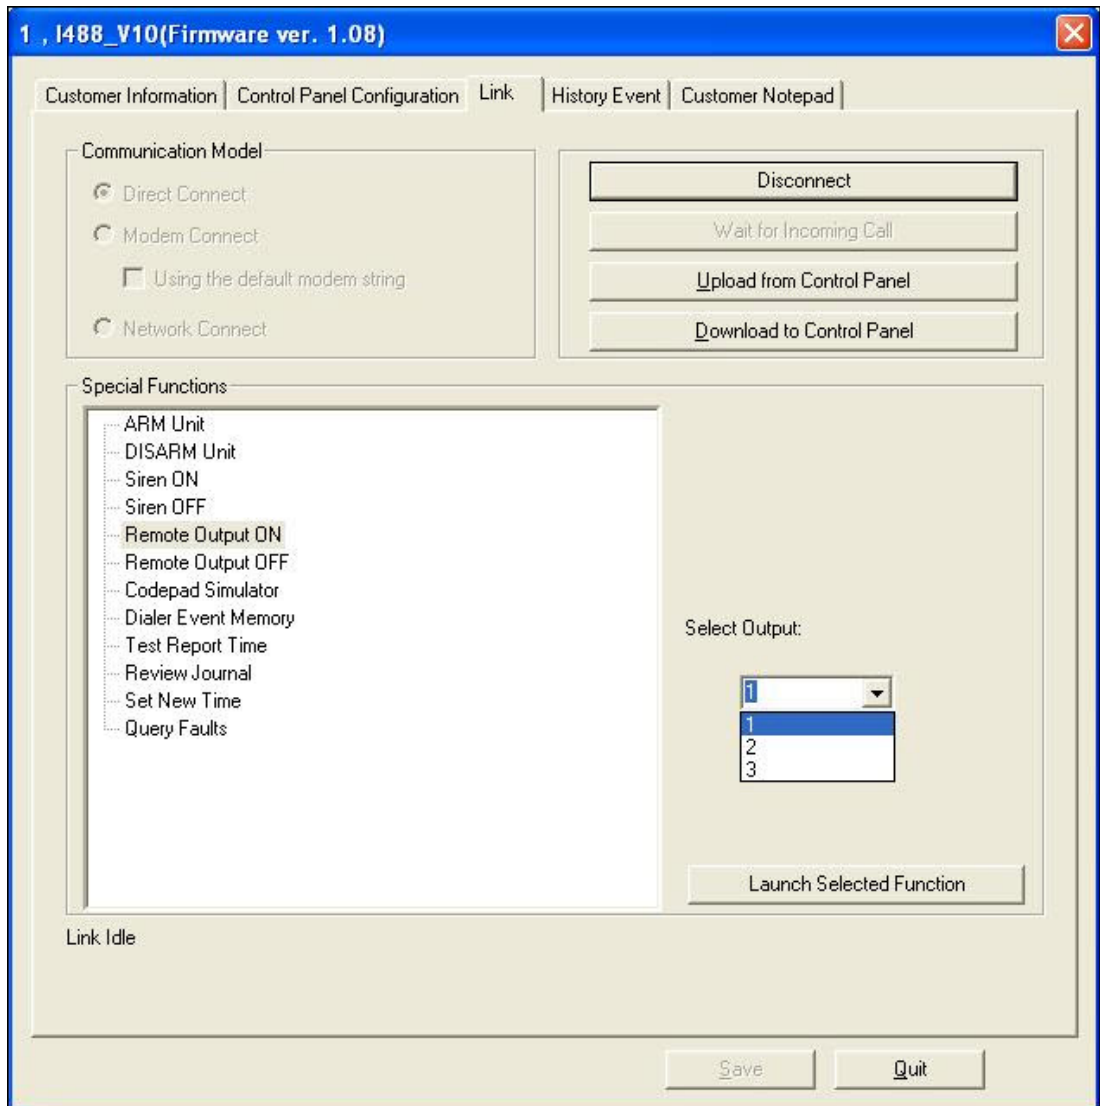 1 , I488_V10(Firmware ver. 1.08)
Customer Information Control Panel Configuration Link History Event Customer Notepad
Communication Model
Direct Connect
Modem Connect
Using the default modem string
Network Connect
Disconnect
Wait for Incoming Call
Upload from Control Panel
Download to Control Panel
Special Functions
ARM Unit
DISARM Unit
Siren ON
Siren OFF
Remote Output ON
Remote Output OFF
Codepad Simulator
Dialer Event Memory
Test Report Time
Review Journal
Set New Time
Query Faults
Select Output:
1
1
2
3
Launch Selected Function
Link Idle
Save Quit